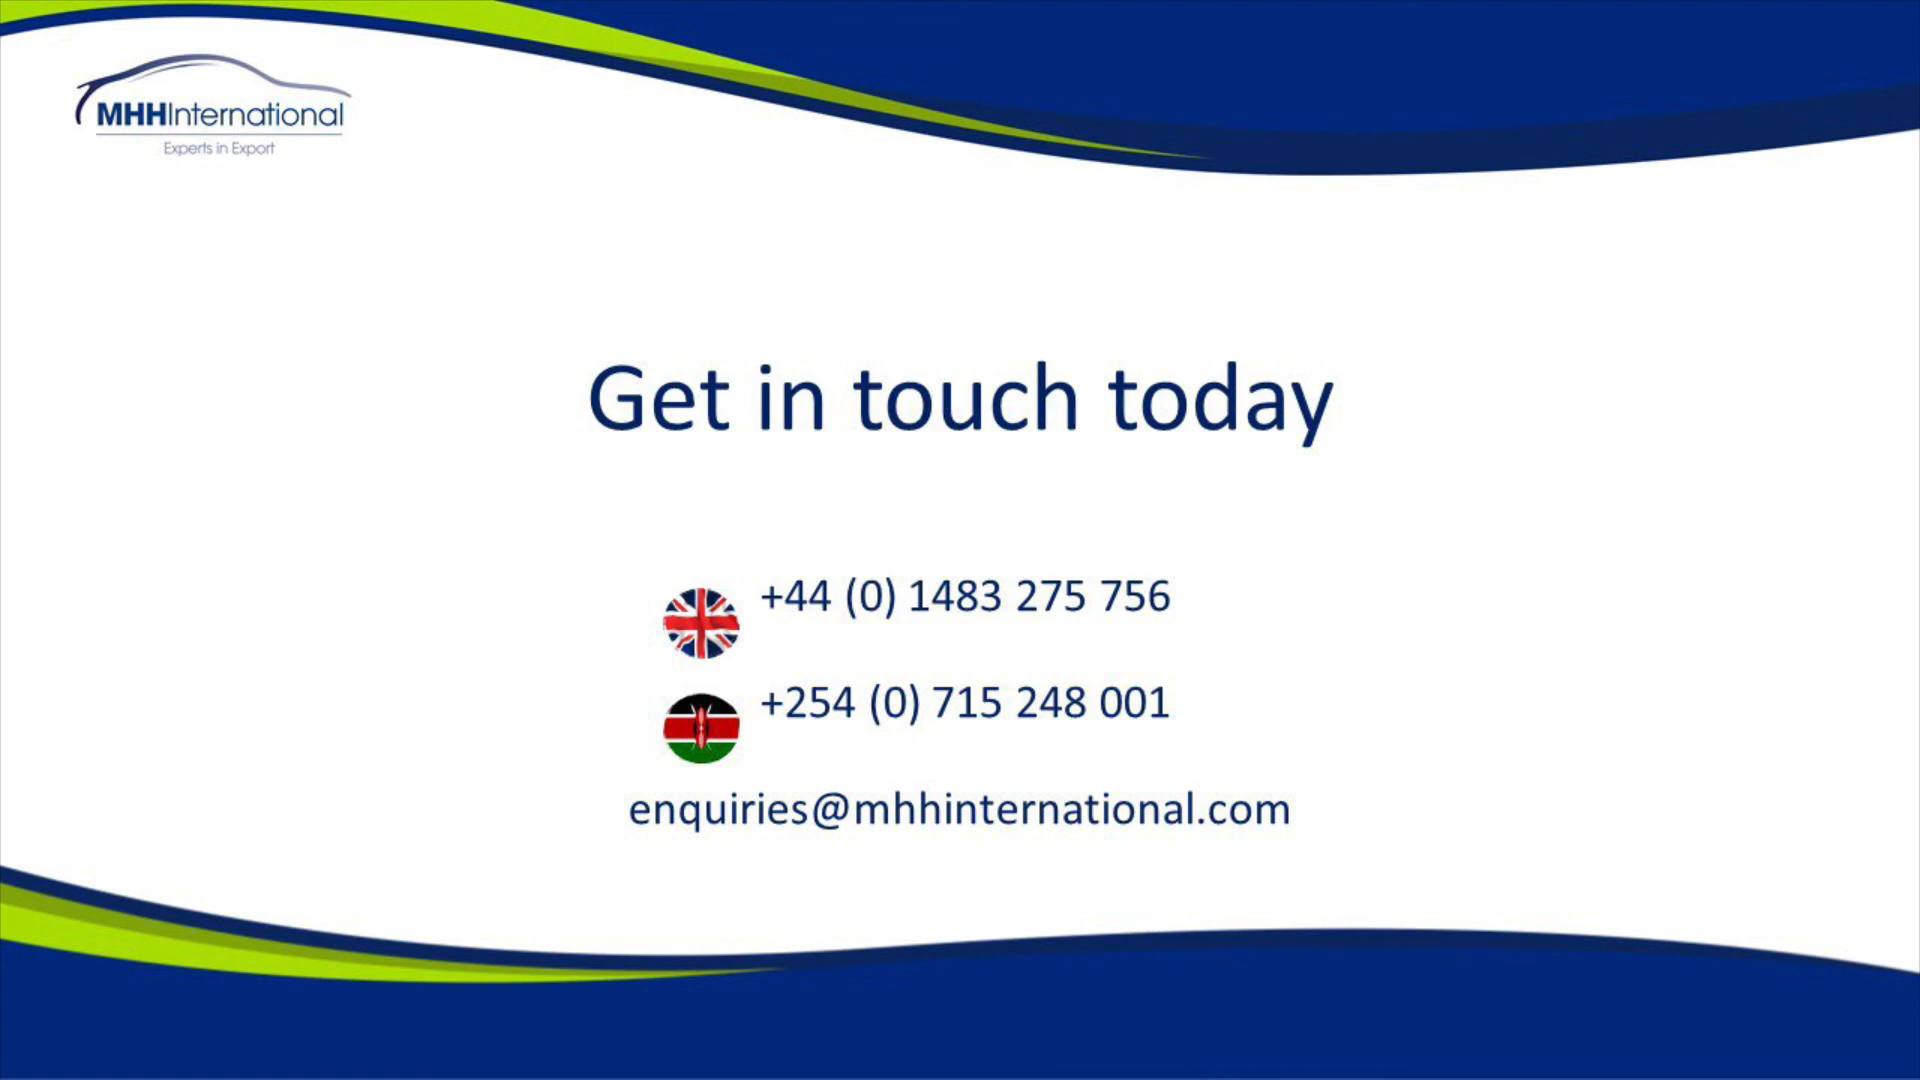 MHHInternational
Experts in Export
Get in touch today
+44 (0) 1483 275 756
+254 (0) 715 248 001
enquiries@mhhinternational.com